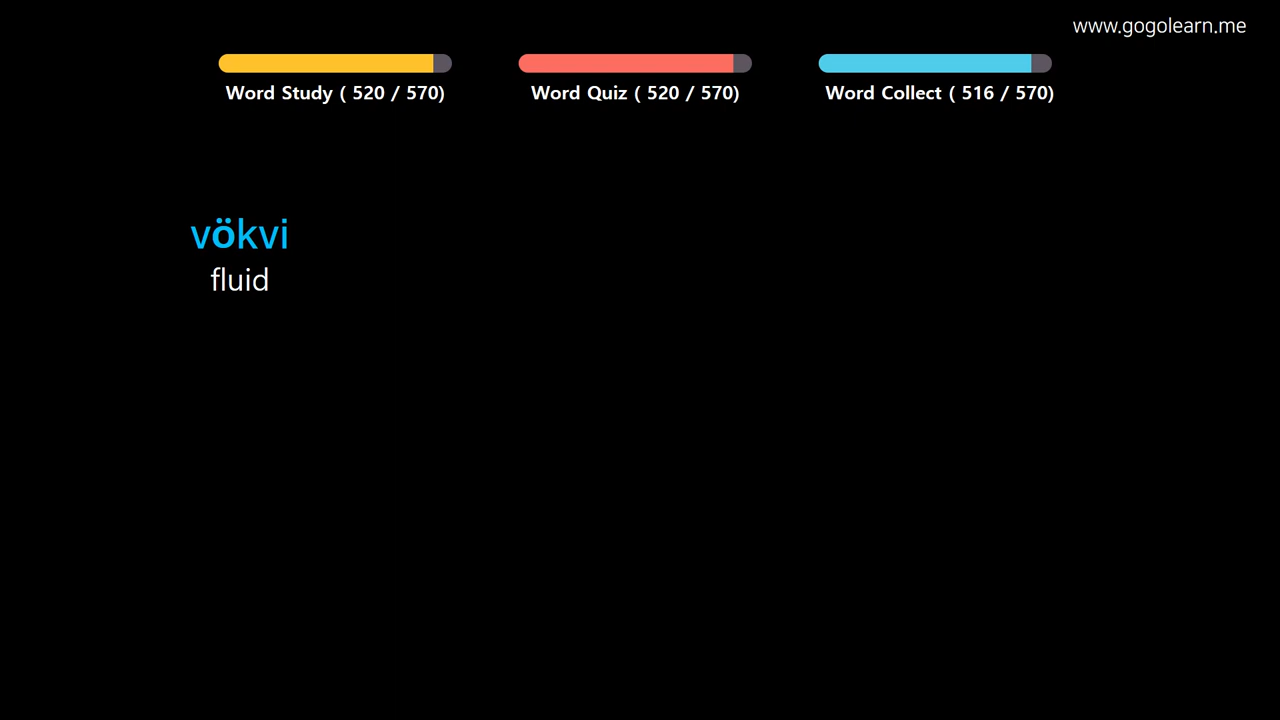 www.gogolearn.me
Word Study ( 520 / 570)
Word Quiz ( 520 / 570)
Word Collect ( 516 / 570)
vökvi
fluid